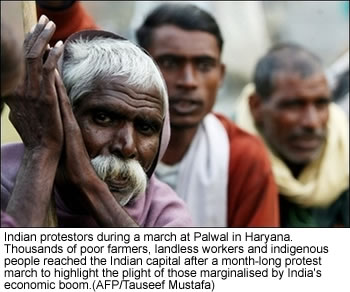 Indian protestors during a march at Palwal in Haryana.
Thousands of poor farmers, landless workers and indigenous
people reached the Indian capital after a month-long protest
march to highlight the plight of those marginalised by India's
economic boom.(AFP/Tauseef Mustafa)